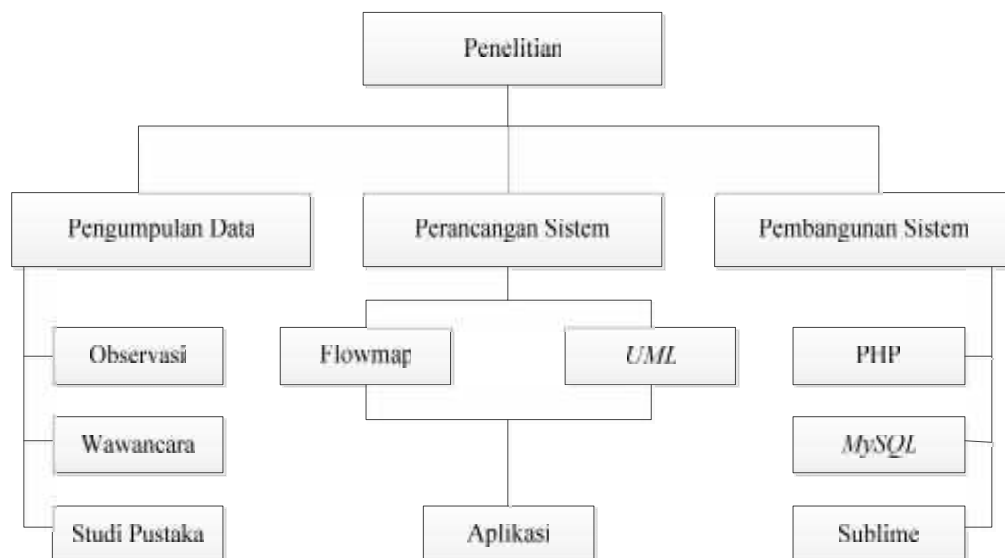 Penelitian
Pengumpulan Data
Perancangan Sistem
Pembangunan Sistem
Observasi
Flowmap
UML
PHP
Wawancara
MySQL
Studi Pustaka
Aplikasi
Sublime